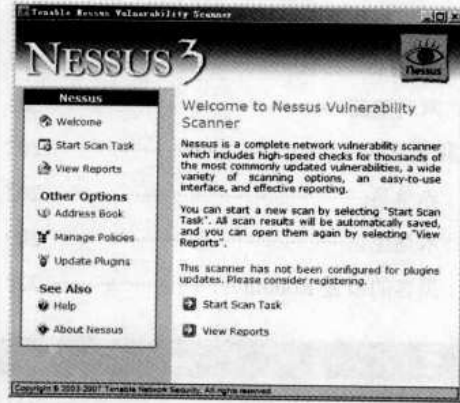 Tenable Nessus Vulnerability Scanner
NESSUS 3
Nessus
Nessus
Welcome
Start Scan Task
View Reports
Other Options
Address Book
Manage Policies
Update Plugins
See Also
Help
About Nessus
Welcome to Nessus Vulnerability
Scanner
Nessus is a complete network vulnerability scanner
which includes high-speed checks for thousands of
the most commonly updated vulnerabilities, a wide
variety of scanning options, an easy-to-use
interface, and effective reporting.
You can start a new scan by selecting "Start Scan
Task". All scan results will be automatically saved,
and you can open them again by selecting "View
Reports".
This scanner has not been configured for plugins
updates. Please consider registering.
Start Scan Task
View Reports
Copyright © 2003-2007 Tenable Network Security, All rights reserved